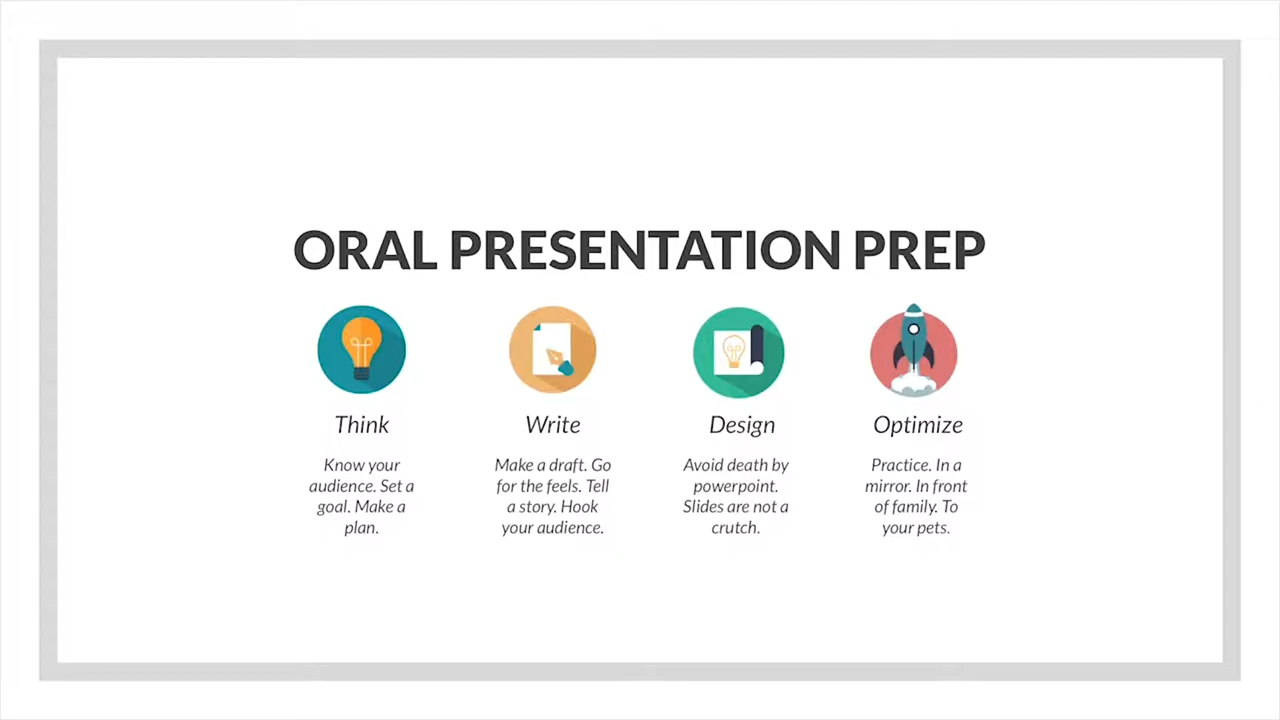 ORAL PRESENTATION PREP
Think
Know your
audience. Set a
goal. Make a
plan.
Write
Make a draft. Go
for the feels. Tell
a story. Hook
your audience.
Design
Avoid death by
powerpoint.
Slides are not a
crutch.
Optimize
Practice. In a
mirror. In front
of family. To
your pets.